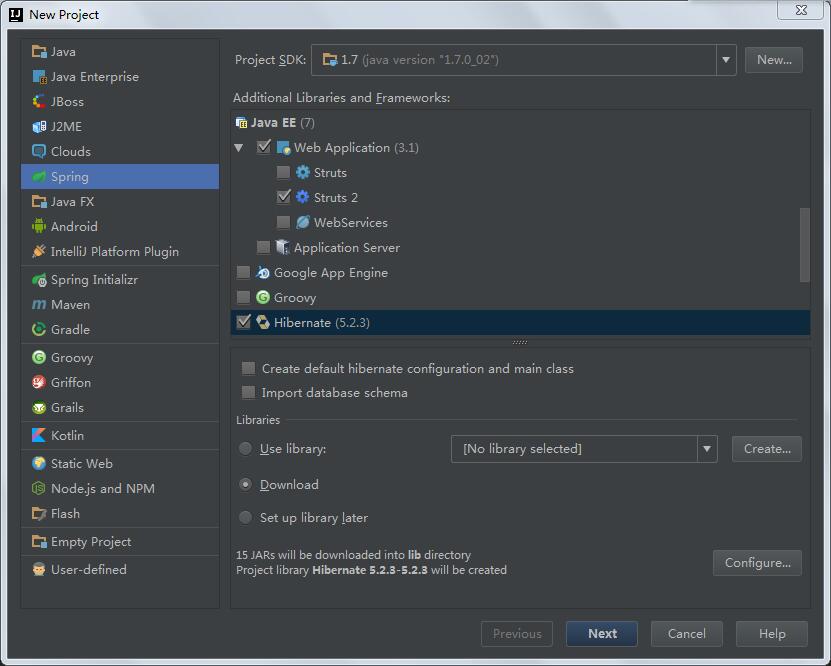 New Project
Java
Java Enterprise
JBoss
J2ME
Clouds
Spring
Java FX
Android
IntelliJ Platform Plugin
Spring Initializr
Maven
Gradle
Groovy
Griffon
Grails
Kotlin
Static Web
Node.js and NPM
Flash
Empty Project
User-defined
Project SDK: 1.7 (java version "1.7.0_02") New...
Additional Libraries and Frameworks:
Java EE (7)
Web Application (3.1)
Struts
Struts 2
WebServices
Application Server
Google App Engine
Groovy
Hibernate (5.2.3)
Create default hibernate configuration and main class
Import database schema
Libraries
Use library: [No library selected] Create...
Download
Set up library later
15 JARs will be downloaded into lib directory
Project library Hibernate 5.2.3-5.2.3 will be created
Configure...
Previous Next Cancel Help